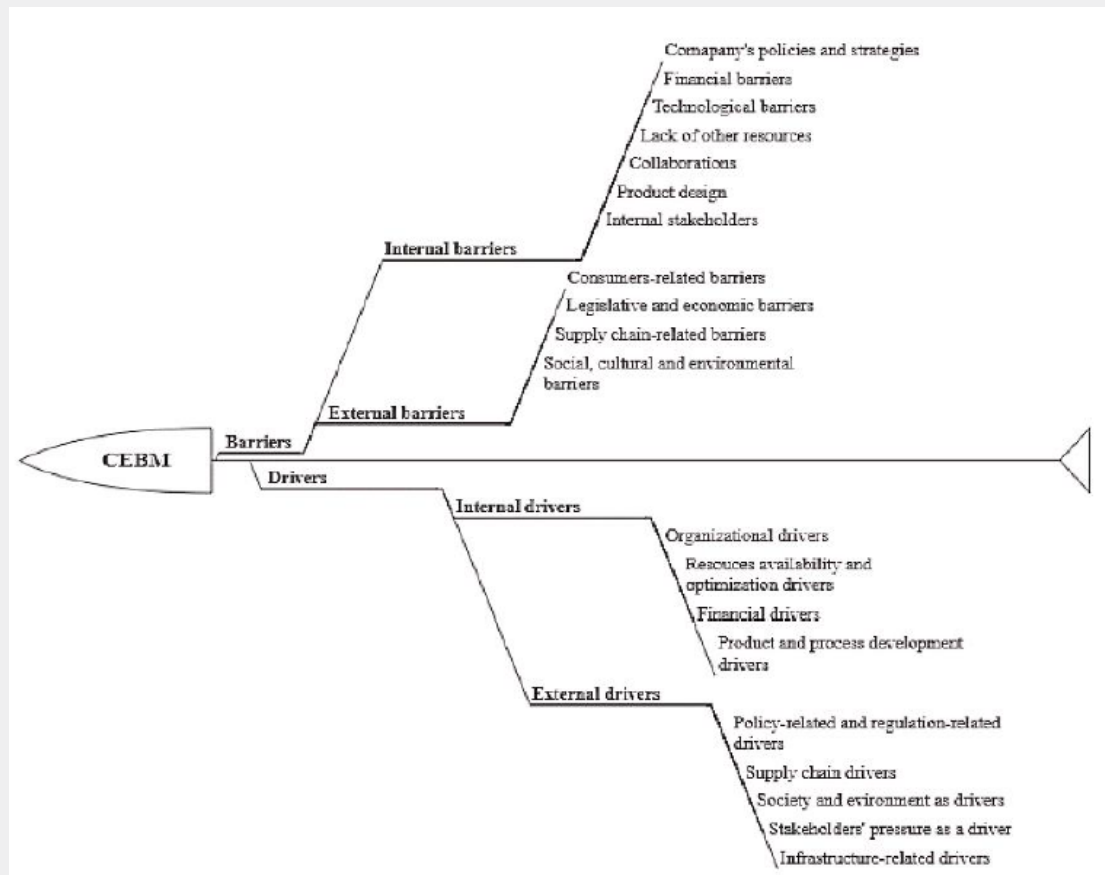 Comapany's policies and strategies
Financial barriers
Technological barriers
Lack of other resources
Collaborations
Product design
Internal stakeholders
Internal barriers
Consumers-related barriers
Legislative and economic barriers
Supply chain-related barriers
Social, cultural and environmental
barriers
External barriers
Barriers
CEBM
Drivers
Internal drivers
Organizational drivers
Resouces availability and
optimization drivers
Financial drivers
Product and process development
drivers
External drivers
Policy-related and regulation-related
drivers
Supply chain drivers
Society and evironment as drivers
Stakeholders' pressure as a driver
Infrastructure-related drivers